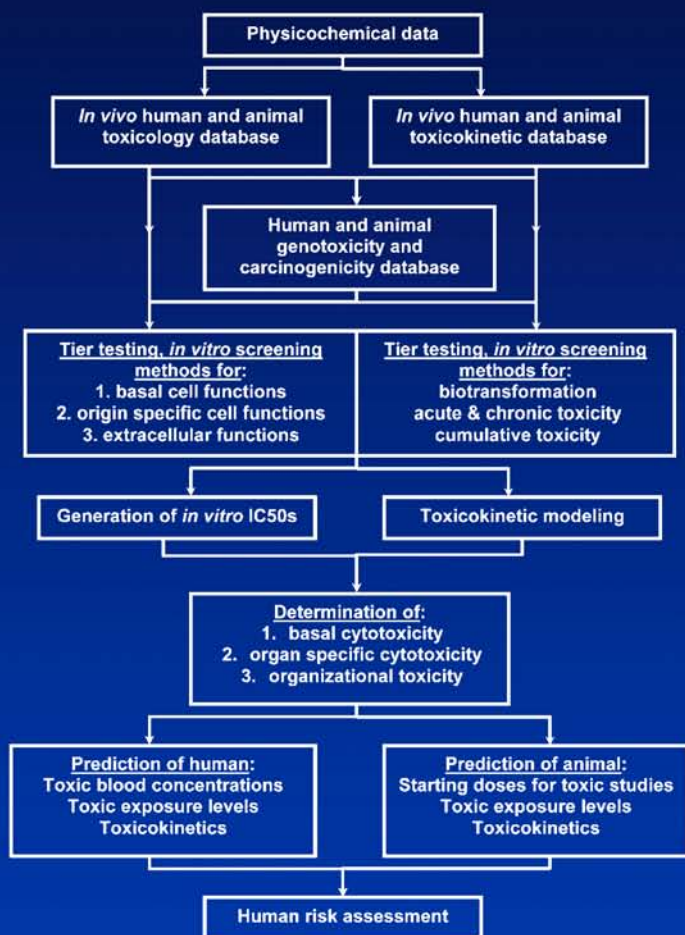 Physicochemical data
In vivo human and animal
toxicology database
In vivo human and animal
toxicokinetic database
Human and animal
genotoxicity and
carcinogenicity database
Tier testing, in vitro screening
methods for:
1. basal cell functions
2. origin specific cell functions
3. extracellular functions
Tier testing, in vitro screening
methods for:
biotransformation
acute & chronic toxicity
cumulative toxicity
Generation of in vitro IC50s
Toxicokinetic modeling
Determination of:
1. basal cytotoxicity
2. organ specific cytotoxicity
3. organizational toxicity
Prediction of human:
Toxic blood concentrations
Toxic exposure levels
Toxicokinetics
Prediction of animal:
Starting doses for toxic studies
Toxic exposure levels
Toxicokinetics
Human risk assessment